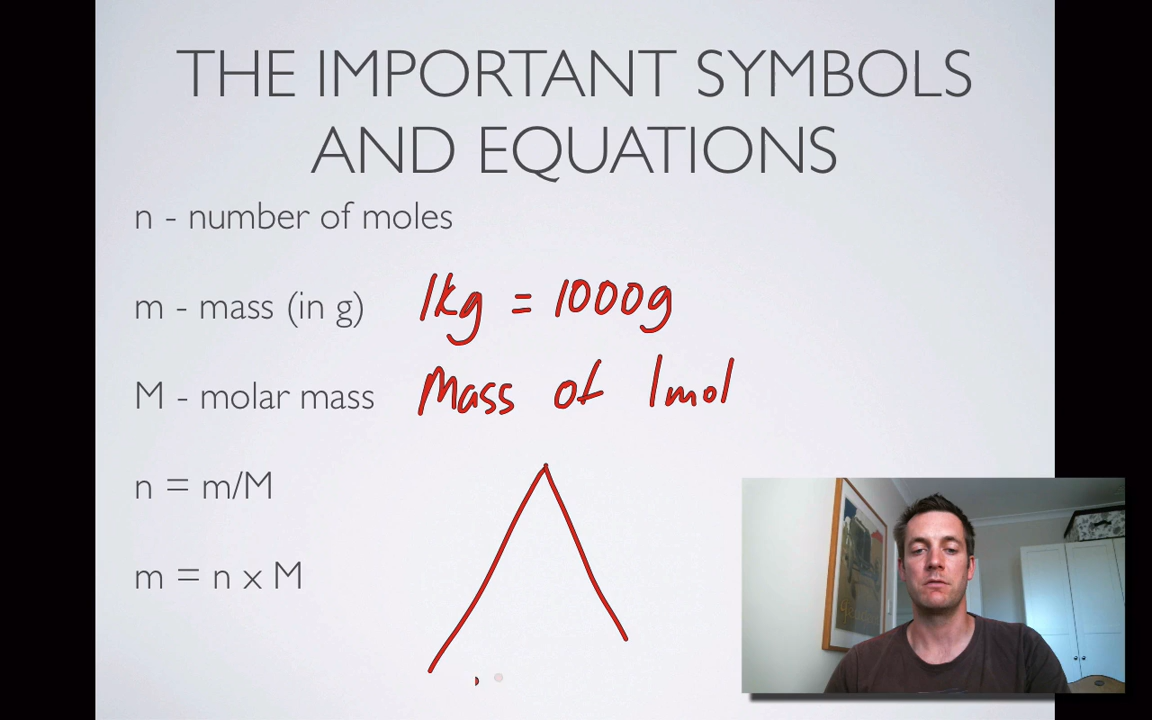 THE IMPORTANT SYMBOLS
AND EQUATIONS
n - number of moles
m - mass (in g) 1kg = 1000g
M - molar mass Mass of 1mol
n = m/M
m = n x M